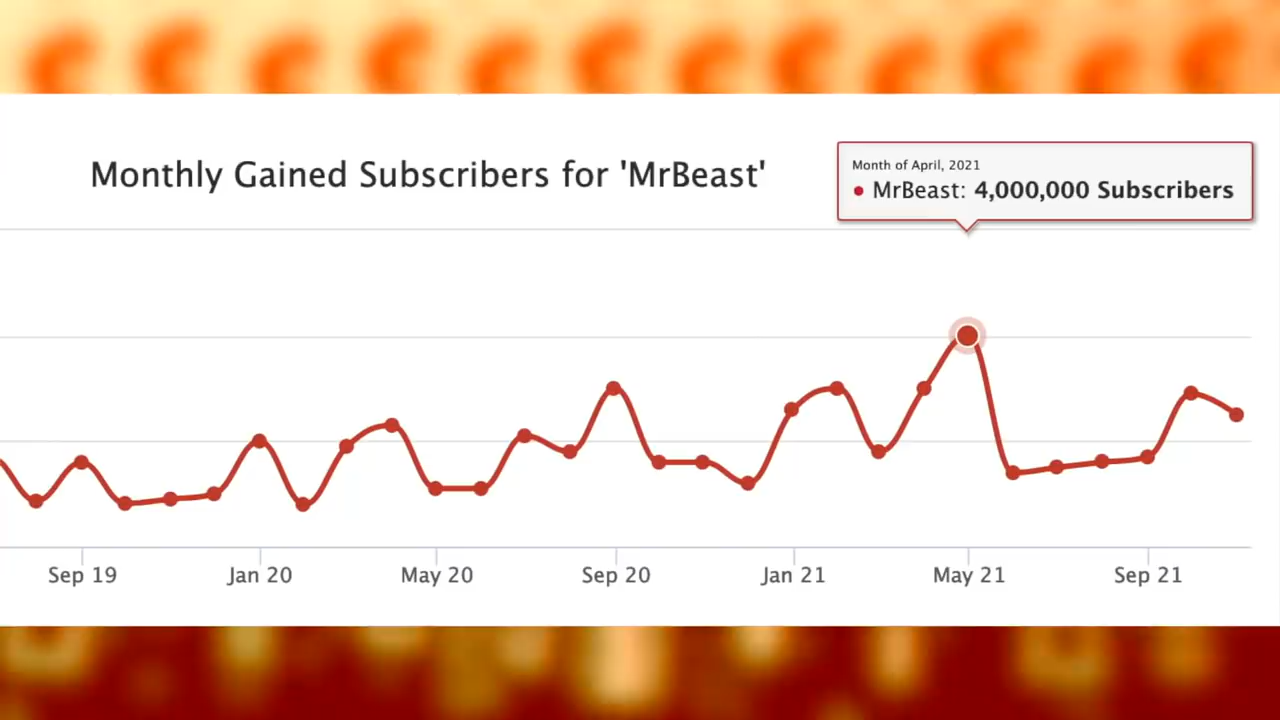 Monthly Gained Subscribers for 'MrBeast'
Month of April, 2021
MrBeast: 4,000,000 Subscribers
Sep 19
Jan 20
May 20
Sep 20
Jan 21
May 21
Sep 21